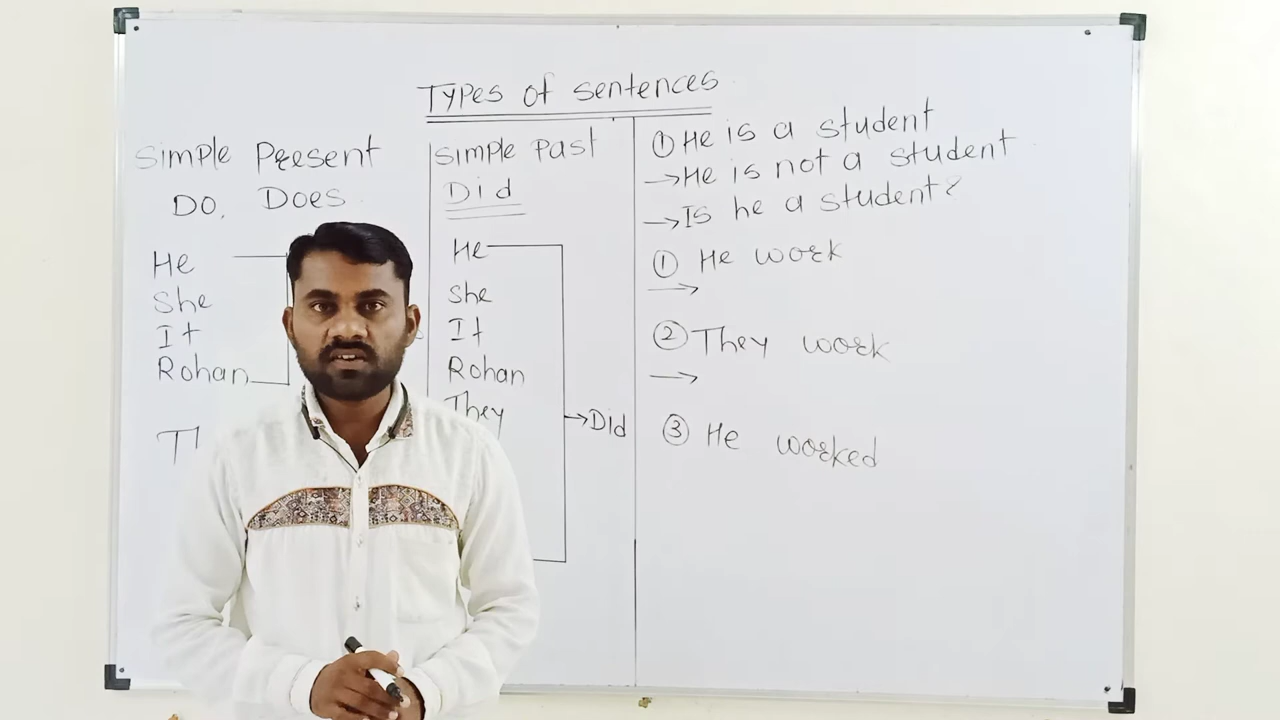 Types of sentences
Simple Present
DO, Does
He
She
It
Rohan
Simple Past
Did
He
She
It
Rohan
They
Did
① He is a student
→ He is not a student
→ Is he a student?
① He work
→
② They work
→
③ He worked